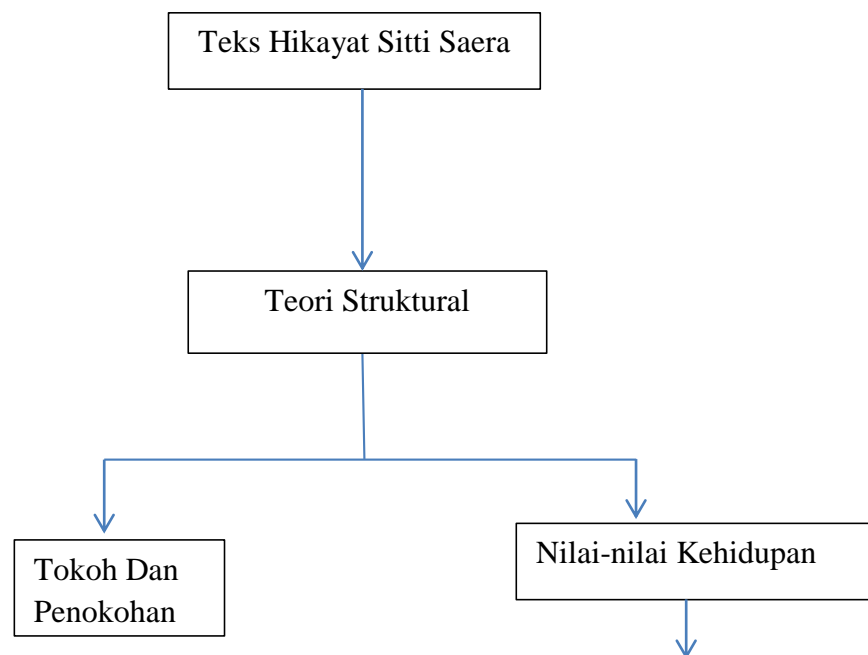 Teks Hikayat Sitti Saera
Teori Struktural
Tokoh Dan
Penokohan
Nilai-nilai Kehidupan